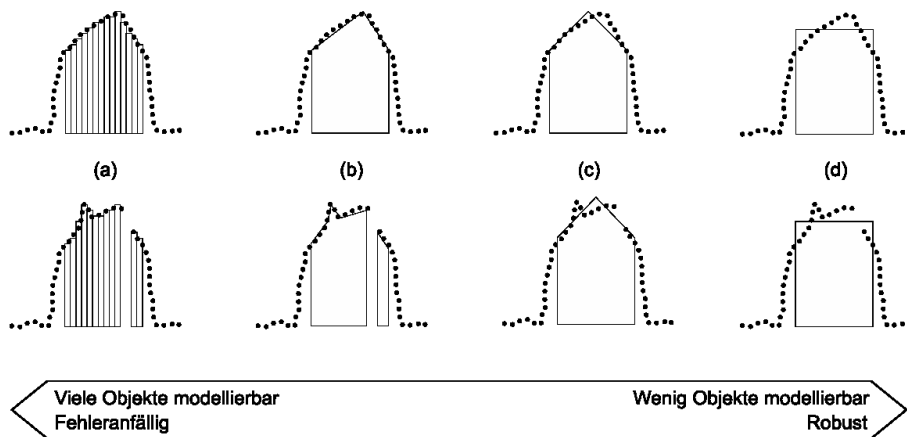 (a) (b) (c) (d)
Viele Objekte modellierbar
Fehleranfällig
Wenig Objekte modellierbar
Robust